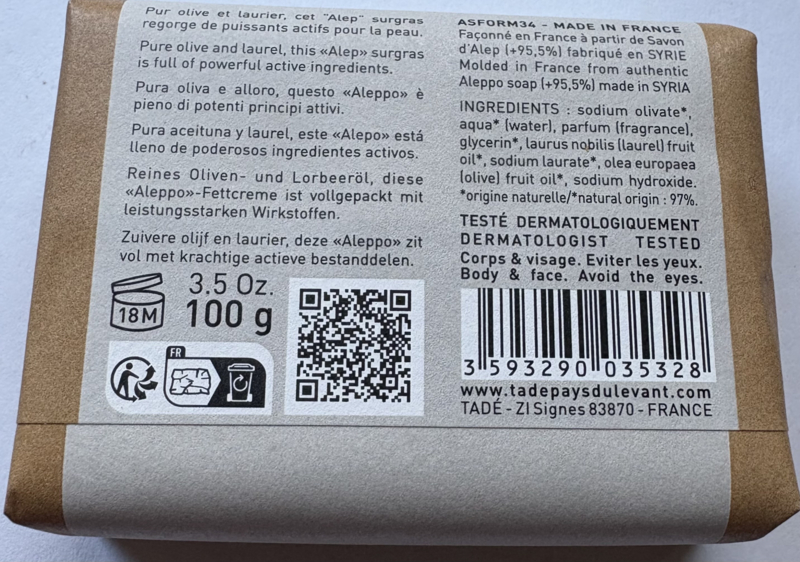 Pur olive et laurier, cet "Alep" surgras
regorge de puissants actifs pour la peau.
Pure olive and laurel, this «Alep» surgras
is full of powerful active ingredients.
Pura oliva e alloro, questo «Aleppo» è
pieno di potenti principi attivi.
Pura aceituna y laurel, este «Alepo» está
lleno de poderosos ingredientes activos.
Reines Oliven- und Lorbeeröl, diese
«Aleppo»-Fettcreme ist vollgepackt mit
leistungsstarken Wirkstoffen.
Zuivere olijf en laurier, deze «Aleppo» zit
vol met krachtige actieve bestanddelen.
18M
3.5 Oz.
100 g
FR
ASFORM34 - MADE IN FRANCE
Façonné en France à partir de Savon
d'Alep (+95,5%) fabriqué en SYRIE
Molded in France from authentic
Aleppo soap (+95,5%) made in SYRIA
INGREDIENTS : sodium olivate*,
aqua* (water), parfum (fragrance),
glycerin*, laurus nobilis (laurel) fruit
oil*, sodium laurate*, olea europaea
(olive) fruit oil*, sodium hydroxide.
*origine naturelle/*natural origin : 97%.
TESTÉ DERMATOLOGIQUEMENT
DERMATOLOGIST TESTED
Corps & visage. Eviter les yeux.
Body & face. Avoid the eyes.
3 593290 035328
www.tadepaysdulevant.com
TADÉ - ZI Signes 83870 - FRANCE